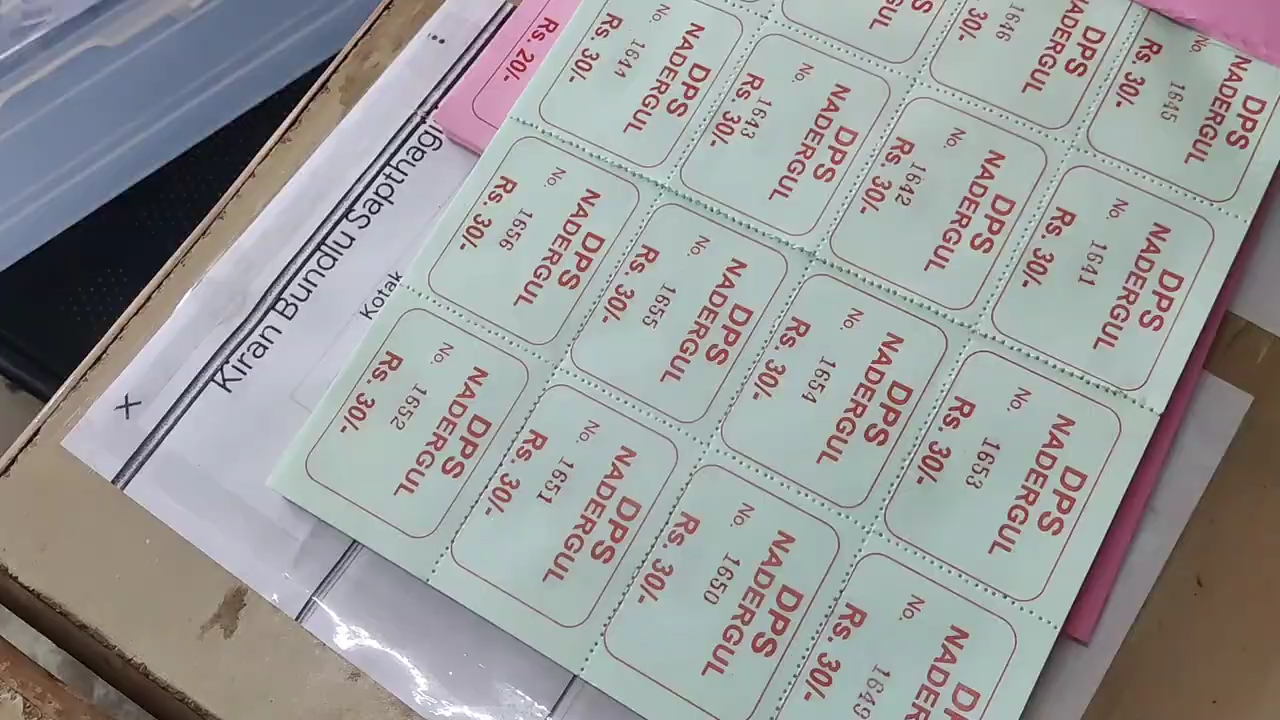 Kiran Bundlu Sapthagi
Kotak
Rs. 20/-
DPS
NADERGUL
No. 1644
Rs. 30/-
DPS
NADERGUL
No. 1643
Rs. 30/-
DPS
NADERGUL
No. 1642
Rs. 30/-
DPS
NADERGUL
No. 1641
Rs. 30/-
NADERGUL
1646
30/-
DPS
NADERGUL
No. 1645
Rs. 30/-
DPS
NADERGUL
No. 1656
Rs. 30/-
DPS
NADERGUL
No. 1655
Rs. 30/-
DPS
NADERGUL
No. 1654
Rs. 30/-
DPS
NADERGUL
No. 1653
Rs. 30/-
DPS
NADERGUL
No. 1652
Rs. 30/-
DPS
NADERGUL
No. 1651
Rs. 30/-
DPS
NADERGUL
No. 1650
Rs. 30/-
No. 1649
Rs. 30/-